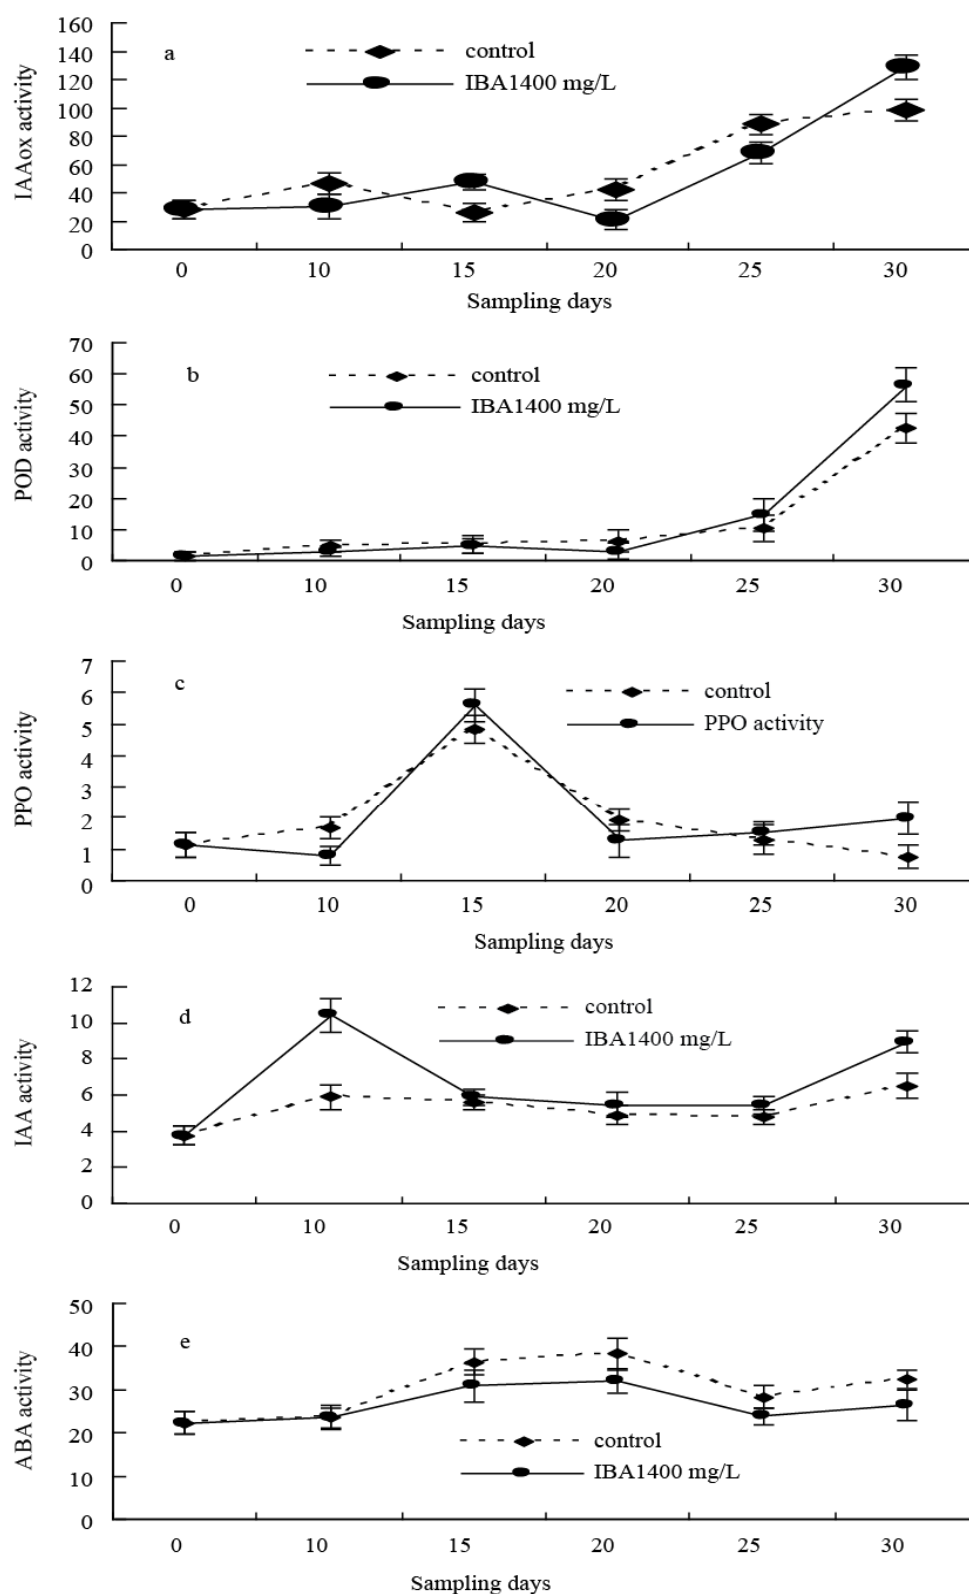 160
140
120
100
80
60
40
20
0
IAAox activity
a
control
IBA1400 mg/L
0 10 15 20 25 30
Sampling days
70
60
50
40
30
20
10
0
POD activity
b
control
IBA1400 mg/L
0 10 15 20 25 30
Sampling days
7
6
5
4
3
2
1
0
PPO activity
c
control
PPO activity
0 10 15 20 25 30
Sampling days
12
10
8
6
4
2
0
IAA activity
d
control
IBA1400 mg/L
0 10 15 20 25 30
Sampling days
50
40
30
20
10
0
ABA activity
e
control
IBA1400 mg/L
0 10 15 20 25 30
Sampling days